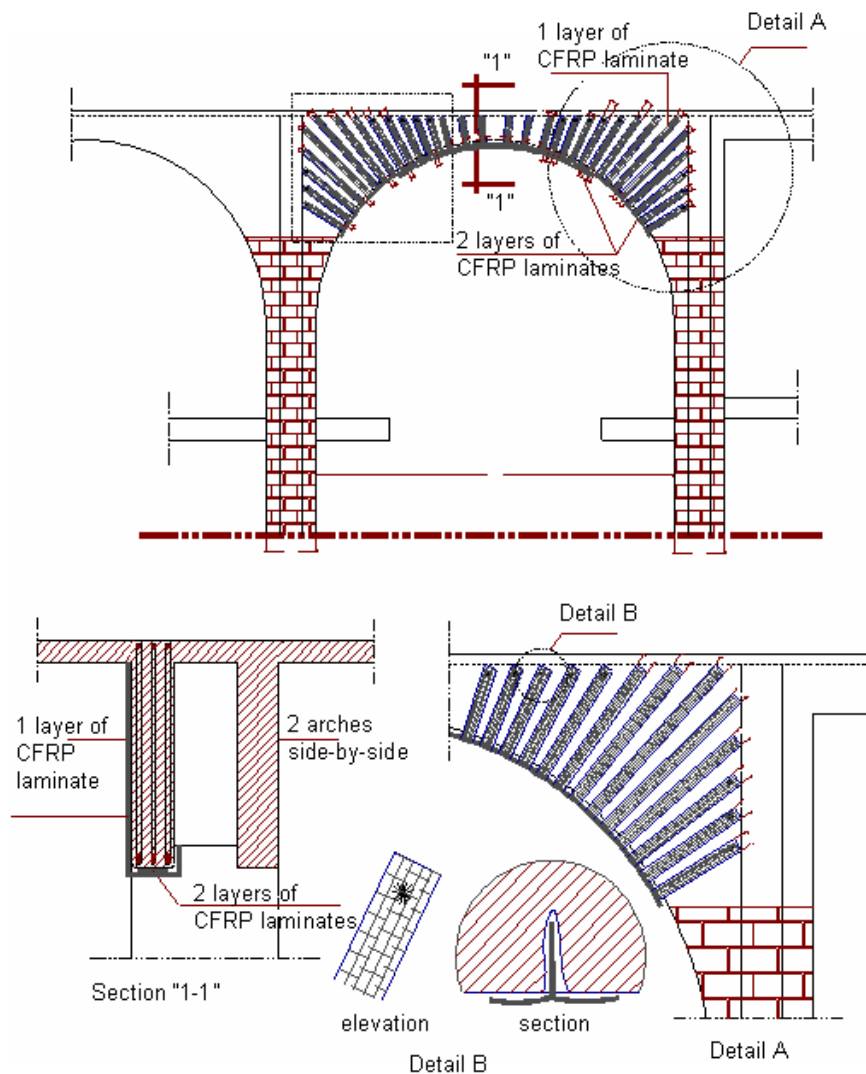 Detail A
1 layer of
CFRP laminate
"1"
"1"
2 layers of
CFRP laminates
Detail B
1 layer of
CFRP
laminate
2 arches
side-by-side
2 layers of
CFRP laminates
Section "1-1"
elevation
section
Detail B
Detail A